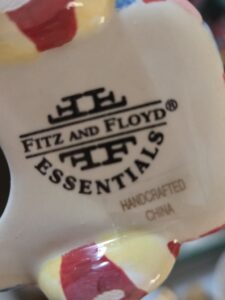 FITZ AND FLOYD®
ESSENTIALS
HANDCRAFTED
CHINA